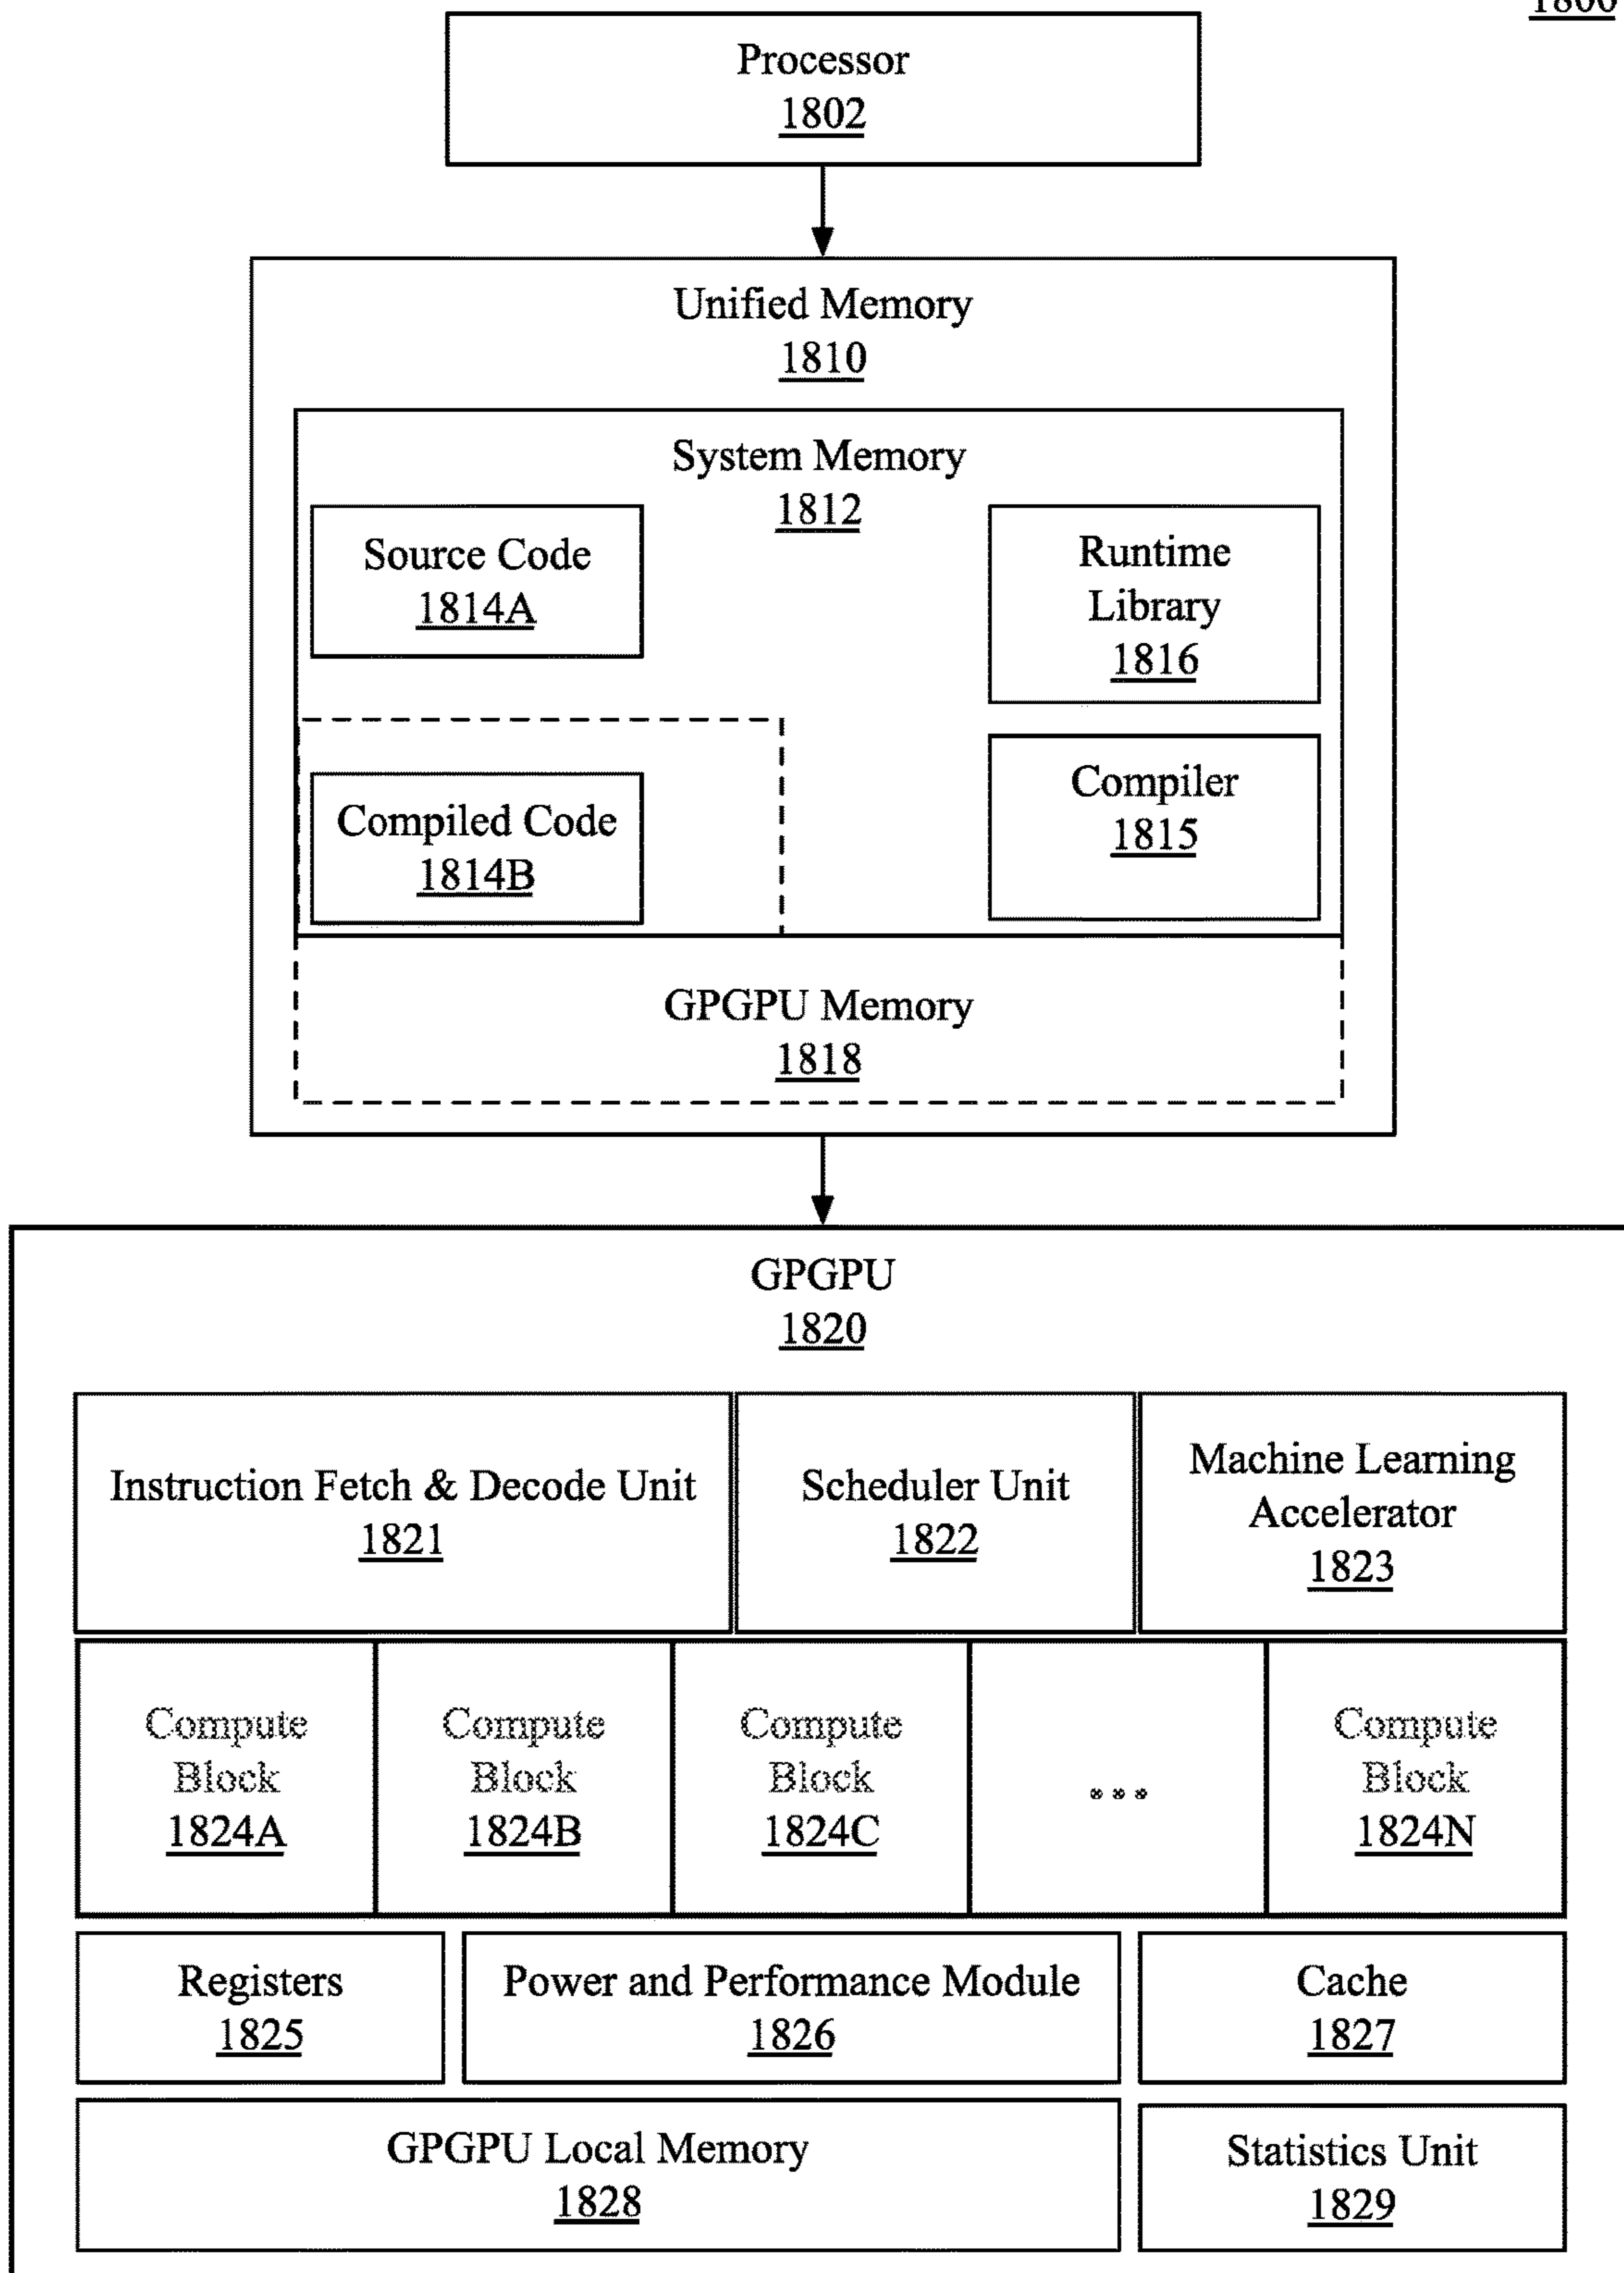 1800
Processor
1802
Unified Memory
1810
System Memory
1812
Source Code
1814A
Runtime
Library
1816
Compiled Code
1814B
Compiler
1815
GPGPU Memory
1818
GPGPU
1820
Instruction Fetch & Decode Unit
1821
Scheduler Unit
1822
Machine Learning
Accelerator
1823
Compute
Block
1824A
Compute
Block
1824B
Compute
Block
1824C
...
Compute
Block
1824N
Registers
1825
Power and Performance Module
1826
Cache
1827
GPGPU Local Memory
1828
Statistics Unit
1829